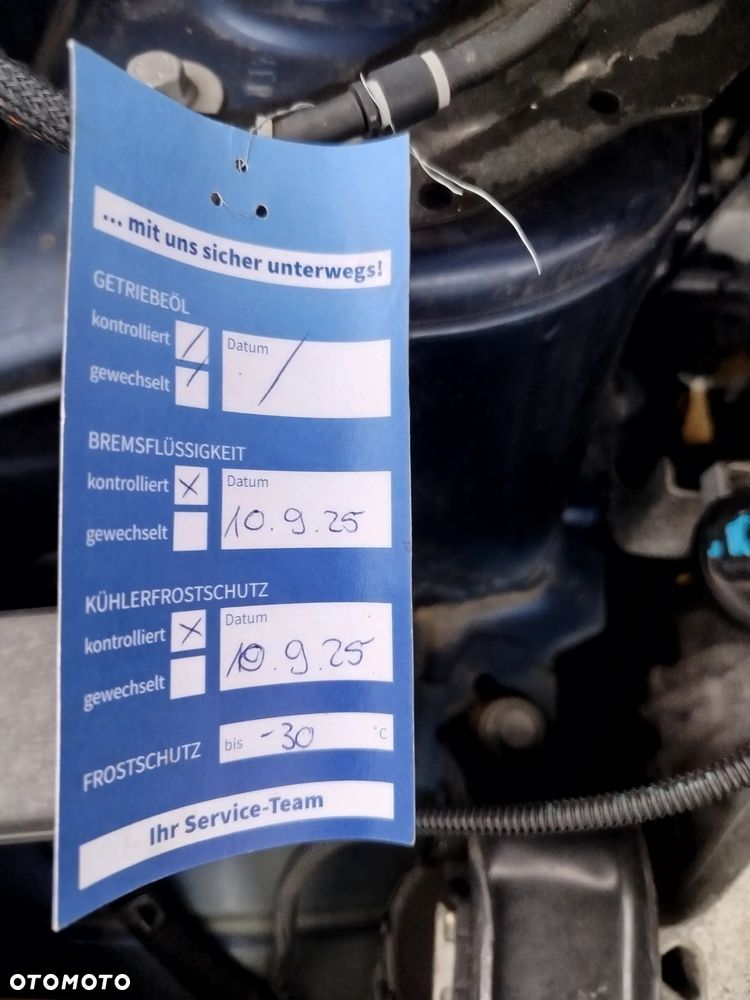 ... mit uns sicher unterwegs!
GETRIEBEÖL
kontrolliert / Datum /
gewechselt /
BREMSFLÜSSIGKEIT
kontrolliert X Datum
gewechselt 10.9.25
KÜHLERFROSTSCHUTZ
kontrolliert X Datum
gewechselt 10.9.25
FROSTSCHUTZ bis -30 °C
Ihr Service-Team
OTOMOTO